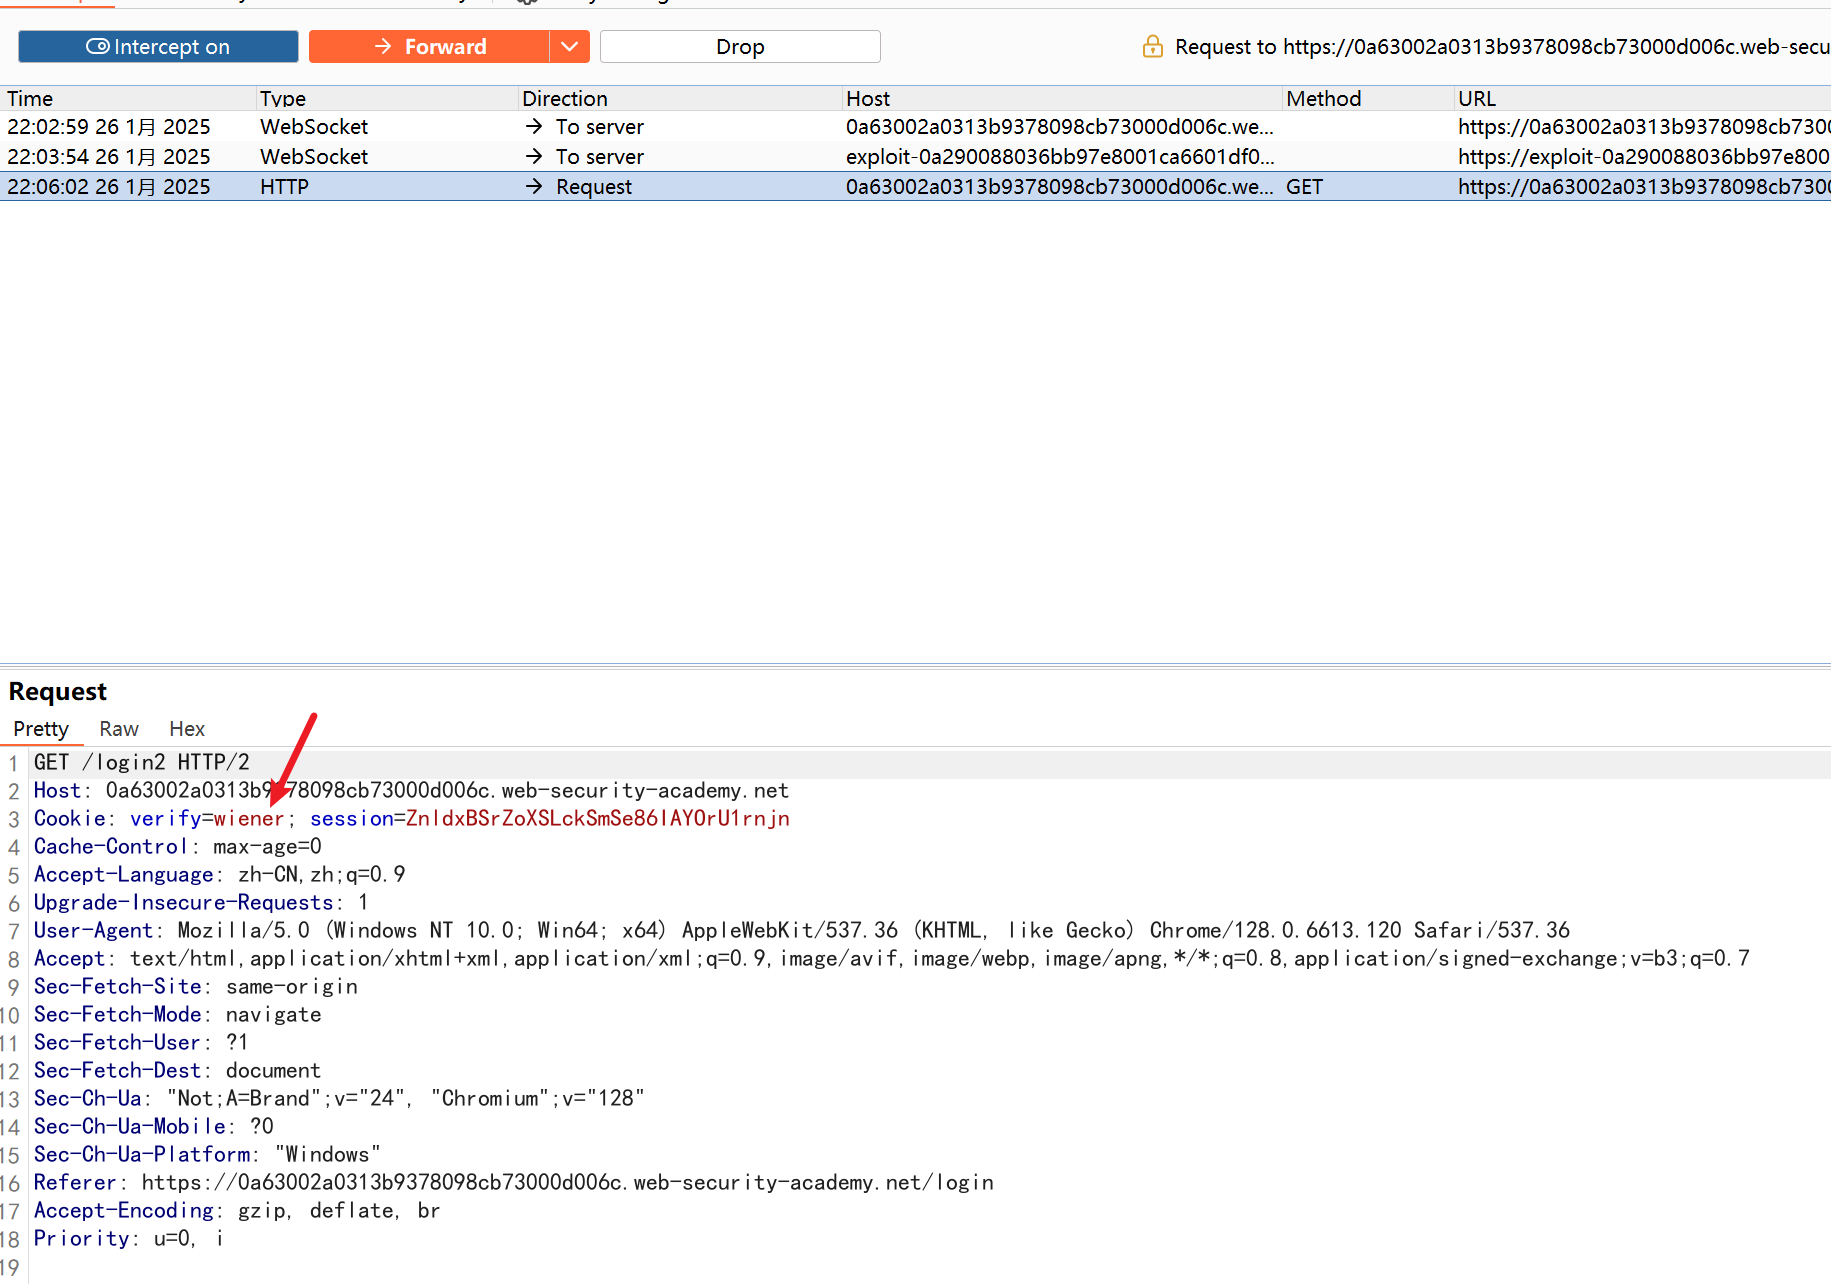 Intercept on
Forward
Drop
Request to https://0a63002a0313b9378098cb73000d006c.web-secu
Time Type Direction Host Method URL
22:02:59 26 1月 2025 WebSocket → To server 0a63002a0313b9378098cb73000d006c.we... https://0a63002a0313b9378098cb730
22:03:54 26 1月 2025 WebSocket → To server exploit-0a290088036bb97e8001ca6601df0... https://exploit-0a290088036bb97e800
22:06:02 26 1月 2025 HTTP → Request 0a63002a0313b9378098cb73000d006c.we... GET https://0a63002a0313b9378098cb730
Request
Pretty Raw Hex
1 GET /login2 HTTP/2
2 Host: 0a63002a0313b9378098cb73000d006c.web-security-academy.net
3 Cookie: verify=wiener; session=ZnldxBSrZoXSLckSmSe86lAYOrU1rnjn
4 Cache-Control: max-age=0
5 Accept-Language: zh-CN,zh;q=0.9
6 Upgrade-Insecure-Requests: 1
7 User-Agent: Mozilla/5.0 (Windows NT 10.0; Win64; x64) AppleWebKit/537.36 (KHTML, like Gecko) Chrome/128.0.6613.120 Safari/537.36
8 Accept: text/html,application/xhtml+xml,application/xml;q=0.9,image/avif,image/webp,image/apng,*/*;q=0.8,application/signed-exchange;v=b3;q=0.7
9 Sec-Fetch-Site: same-origin
10 Sec-Fetch-Mode: navigate
11 Sec-Fetch-User: ?1
12 Sec-Fetch-Dest: document
13 Sec-Ch-Ua: "Not;A=Brand";v="24", "Chromium";v="128"
14 Sec-Ch-Ua-Mobile: ?0
15 Sec-Ch-Ua-Platform: "Windows"
16 Referer: https://0a63002a0313b9378098cb73000d006c.web-security-academy.net/login
17 Accept-Encoding: gzip, deflate, br
18 Priority: u=0, i
19